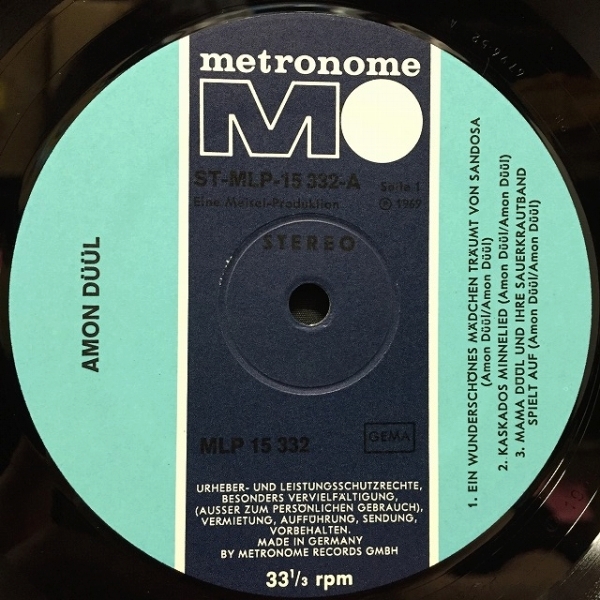 metronome
ST-MLP-15 332-A
Seite 1
Eine Meisel-Produktion
Ⓟ 1969
STEREO
AMON DÜÜL
MLP 15 332
GEMA
URHEBER- UND LEISTUNGSSCHUTZRECHTE,
BESONDERS VERVIELFÄLTIGUNG,
(AUSSER ZUM PERSÖNLICHEN GEBRAUCH),
VERMIETUNG, AUFFÜHRUNG, SENDUNG,
VORBEHALTEN.
MADE IN GERMANY
BY METRONOME RECORDS GMBH
33¹/₃ rpm
1. EIN WUNDERSCHÖNES MÄDCHEN TRÄUMT VON SANDOSA
(Amon Düül/Amon Düül)
2. KASKADOS MINNELIED (Amon Düül/Amon Düül)
3. MAMA DÜÜL UND IHRE SAUERKRAUTBAND
SPIELT AUF (Amon Düül/Amon Düül)